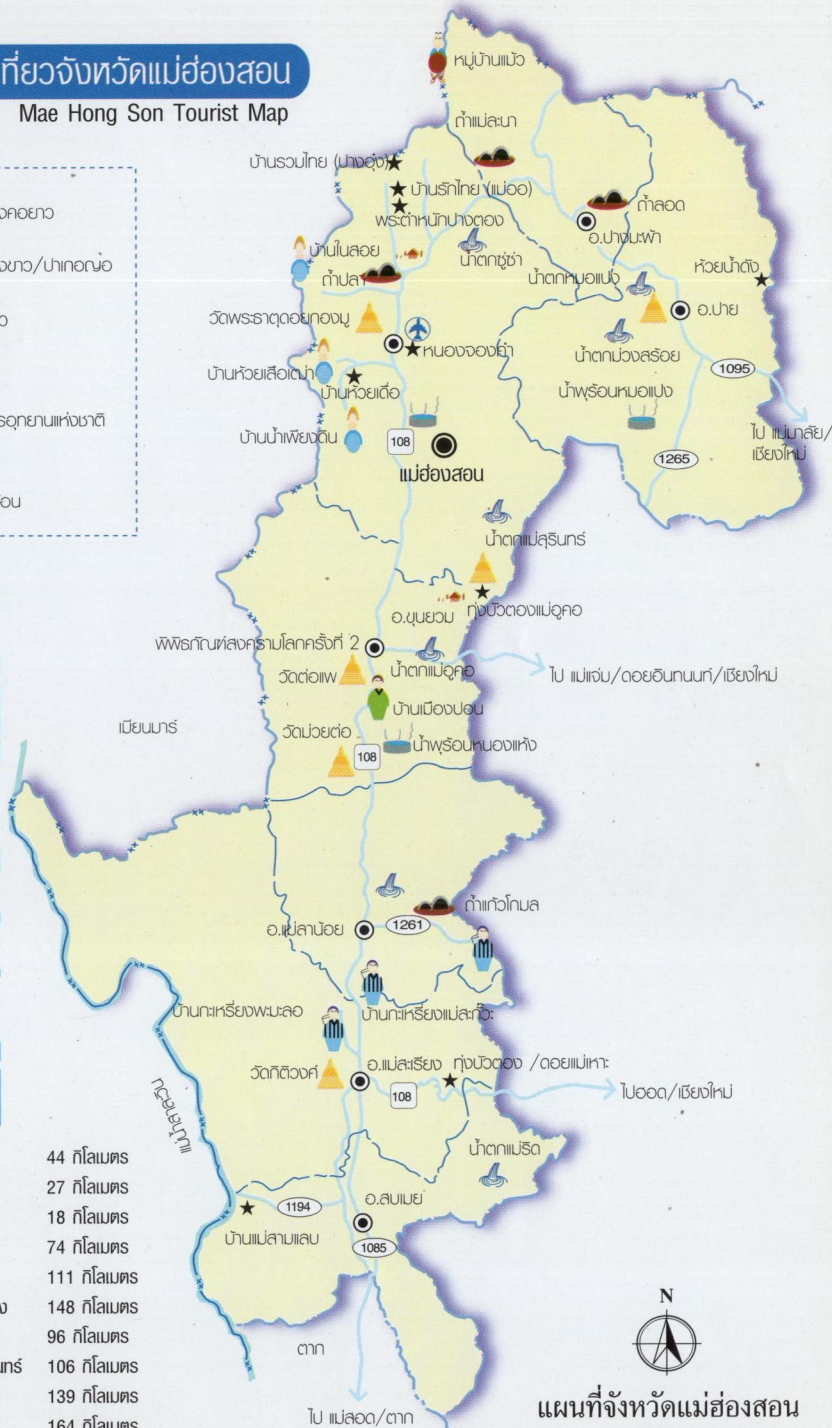 ที่ยวจังหวัดแม่ฮ่องสอน
Mae Hong Son Tourist Map
งคอยาว
งขาว/ปาเกอญอ
ว
รอุทยานแห่งชาติ
อน
หมู่บ้านแม้ว
ถ้ำแม่ละนา
บ้านรวมไทย (ปางอุ๋ง)
บ้านรักไทย (แม่ออ)
พระตำหนักปางตอง
ถ้ำลอด
อ.ปางมะผ้า
บ้านในสอย
น้ำตกซู่ซ่า
ถ้ำปลา
น้ำตกหมอแปง
ห้วยน้ำดัง
วัดพระธาตุดอยกองมู
อ.ปาย
หนองจองคำ
น้ำตกม่วงสร้อย
1095
บ้านห้วยเสือเฒ่า
บ้านห้วยเดื่อ
น้ำพุร้อนหมอแปง
บ้านน้ำเพียงดิน
108
ไป แม่มาลัย/
เชียงใหม่
1265
แม่ฮ่องสอน
น้ำตกแม่สุรินทร์
ทุ่งบัวตองแม่อูคอ
อ.ขุนยวม
พิพิธภัณฑ์สงครามโลกครั้งที่ 2
น้ำตกแม่อูคอ
ไป แม่แจ่ม/ดอยอินทนนท์/เชียงใหม่
วัดต่อแพ
บ้านเมืองปอน
เมียนมาร์
วัดม่วยต่อ
น้ำพุร้อนหนองแห้ง
108
ถ้ำแก้วโกมล
อ.แม่ลาน้อย
1261
บ้านกะเหรี่ยงพะมะลอ
บ้านกะเหรี่ยงแม่สะกั๊วะ
อ.แม่สะเรียง
ทุ่งบัวตอง /ดอยแม่เหาะ
วัดกิติวงศ์
108
ไปฮอด/เชียงใหม่
แม่น้ำสาละวิน
น้ำตกแม่ริด
อ.สบเมย
1194
บ้านแม่สามแลบ
1085
44 กิโลเมตร
27 กิโลเมตร
18 กิโลเมตร
74 กิโลเมตร
111 กิโลเมตร
ง 148 กิโลเมตร
96 กิโลเมตร
นทร์ 106 กิโลเมตร
139 กิโลเมตร
164 กิโลเมตร
ตาก
ไป แม่สอด/ตาก
N
แผนที่จังหวัดแม่ฮ่องสอน